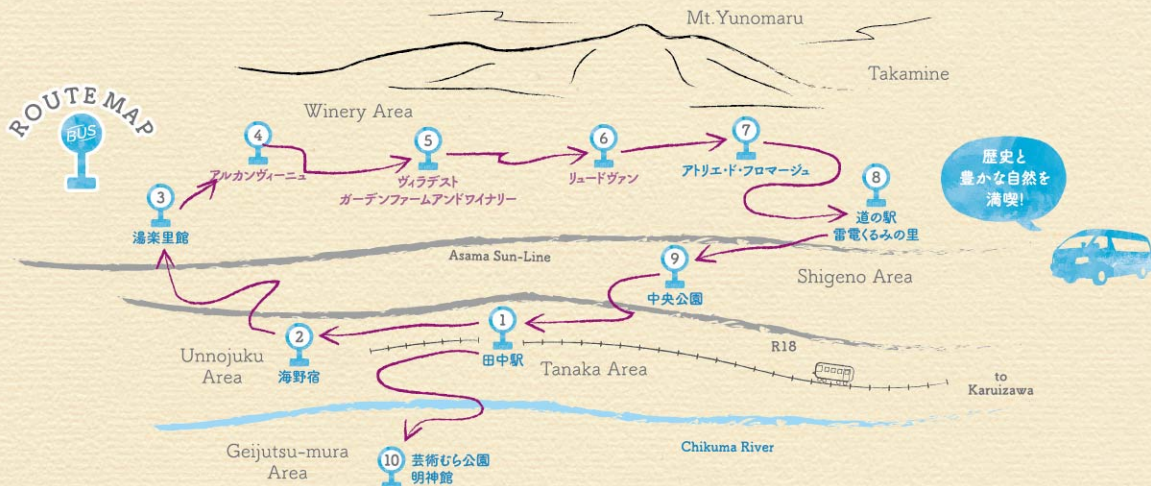 Mt.Yunomaru
Takamine
ROUTE MAP
BUS
Winery Area
4
アルカンヴィーニュ
5
ヴィラデスト
ガーデンファームアンドワイナリー
6
リュードヴァン
7
アトリエ・ド・フロマージュ
8
道の駅
雷電くるみの里
歴史と
豊かな自然を
満喫!
3
湯楽里館
Asama Sun-Line
9
中央公園
Shigeno Area
1
田中駅
2
海野宿
Unnojuku
Area
Tanaka Area
R18
to
Karuizawa
Geijutsu-mura
Area
Chikuma River
10
芸術むら公園
明神館